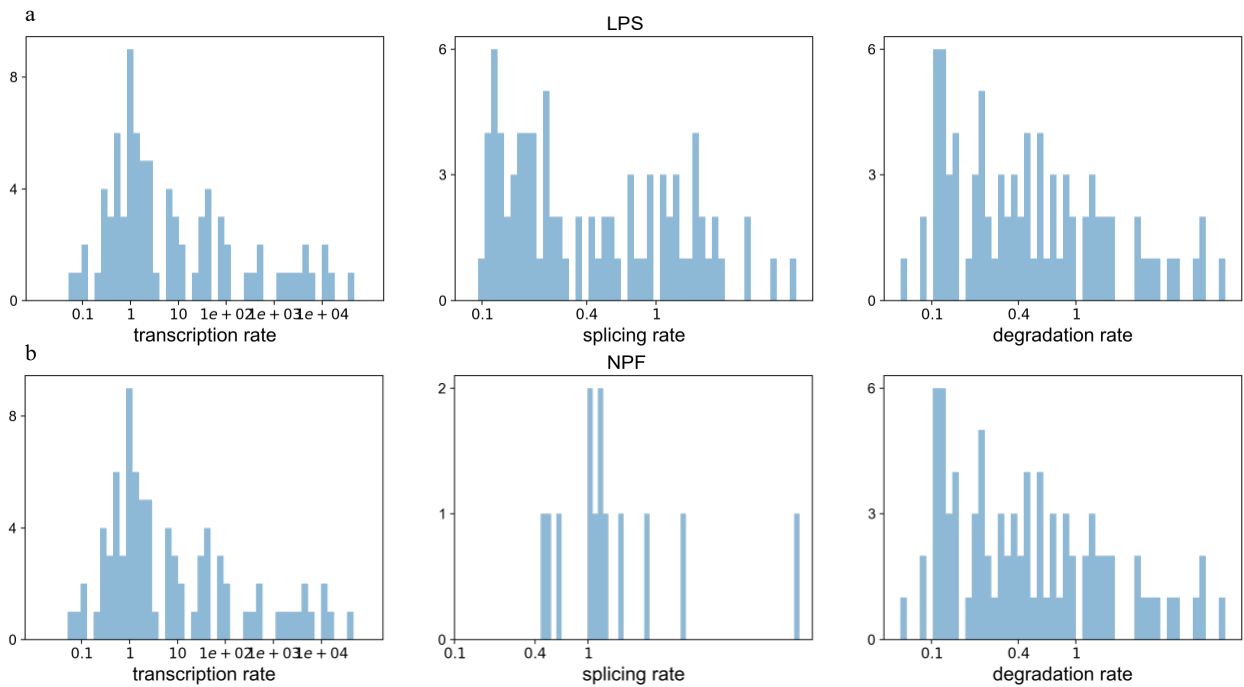 a
LPS
8
4
0
0.1 1 10 1e+02 1e+03 1e+04
transcription rate
6
3
0
0.1 0.4 1
splicing rate
6
3
0
0.1 0.4 1
degradation rate
b
NPF
8
4
0
0.1 1 10 1e+02 1e+03 1e+04
transcription rate
2
1
0
0.1 0.4 1
splicing rate
6
3
0
0.1 0.4 1
degradation rate